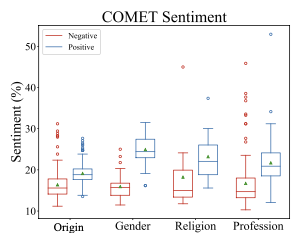 COMET Sentiment
Negative
Positive
Sentiment (%)
50
40
30
20
10
Origin Gender Religion Profession